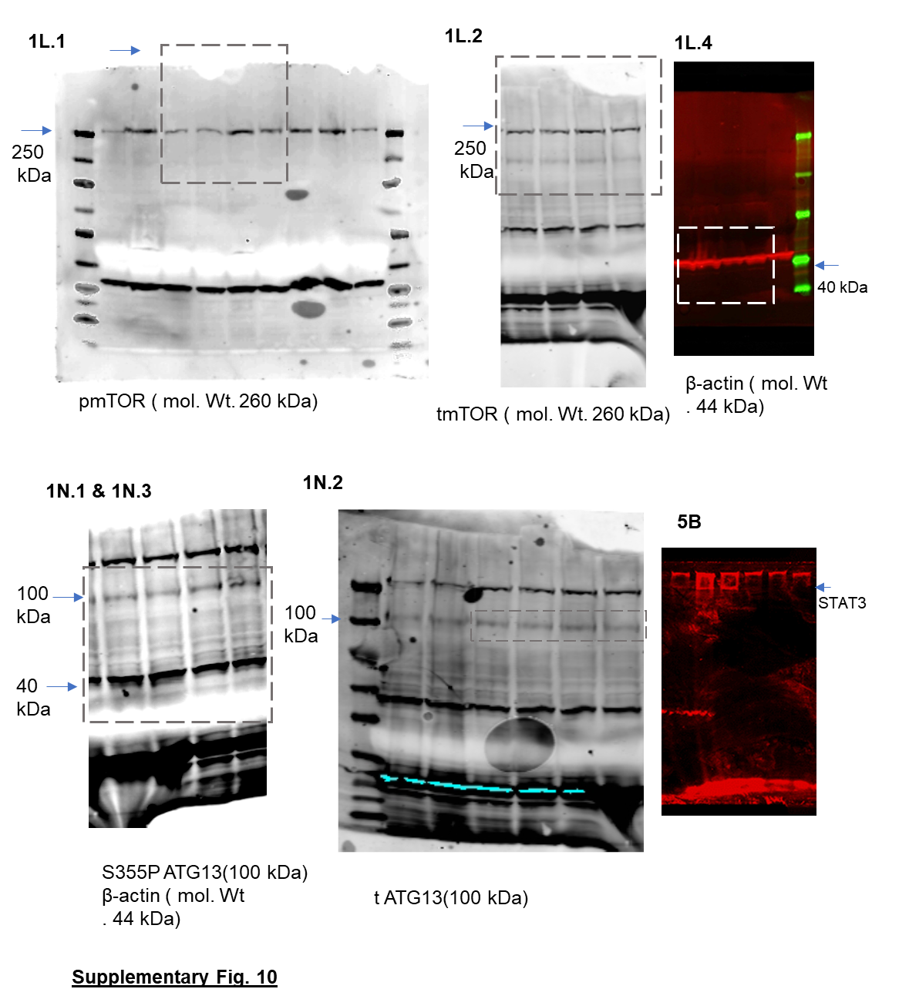 1L.1
1L.2
1L.4
250
kDa
250
kDa
40 kDa
pmTOR ( mol. Wt. 260 kDa)
tmTOR ( mol. Wt. 260 kDa)
β-actin ( mol. Wt
. 44 kDa)
1N.1 & 1N.3
1N.2
5B
100
kDa
40
kDa
100
kDa
STAT3
S355P ATG13(100 kDa)
β-actin ( mol. Wt
. 44 kDa)
t ATG13(100 kDa)
Supplementary Fig. 10